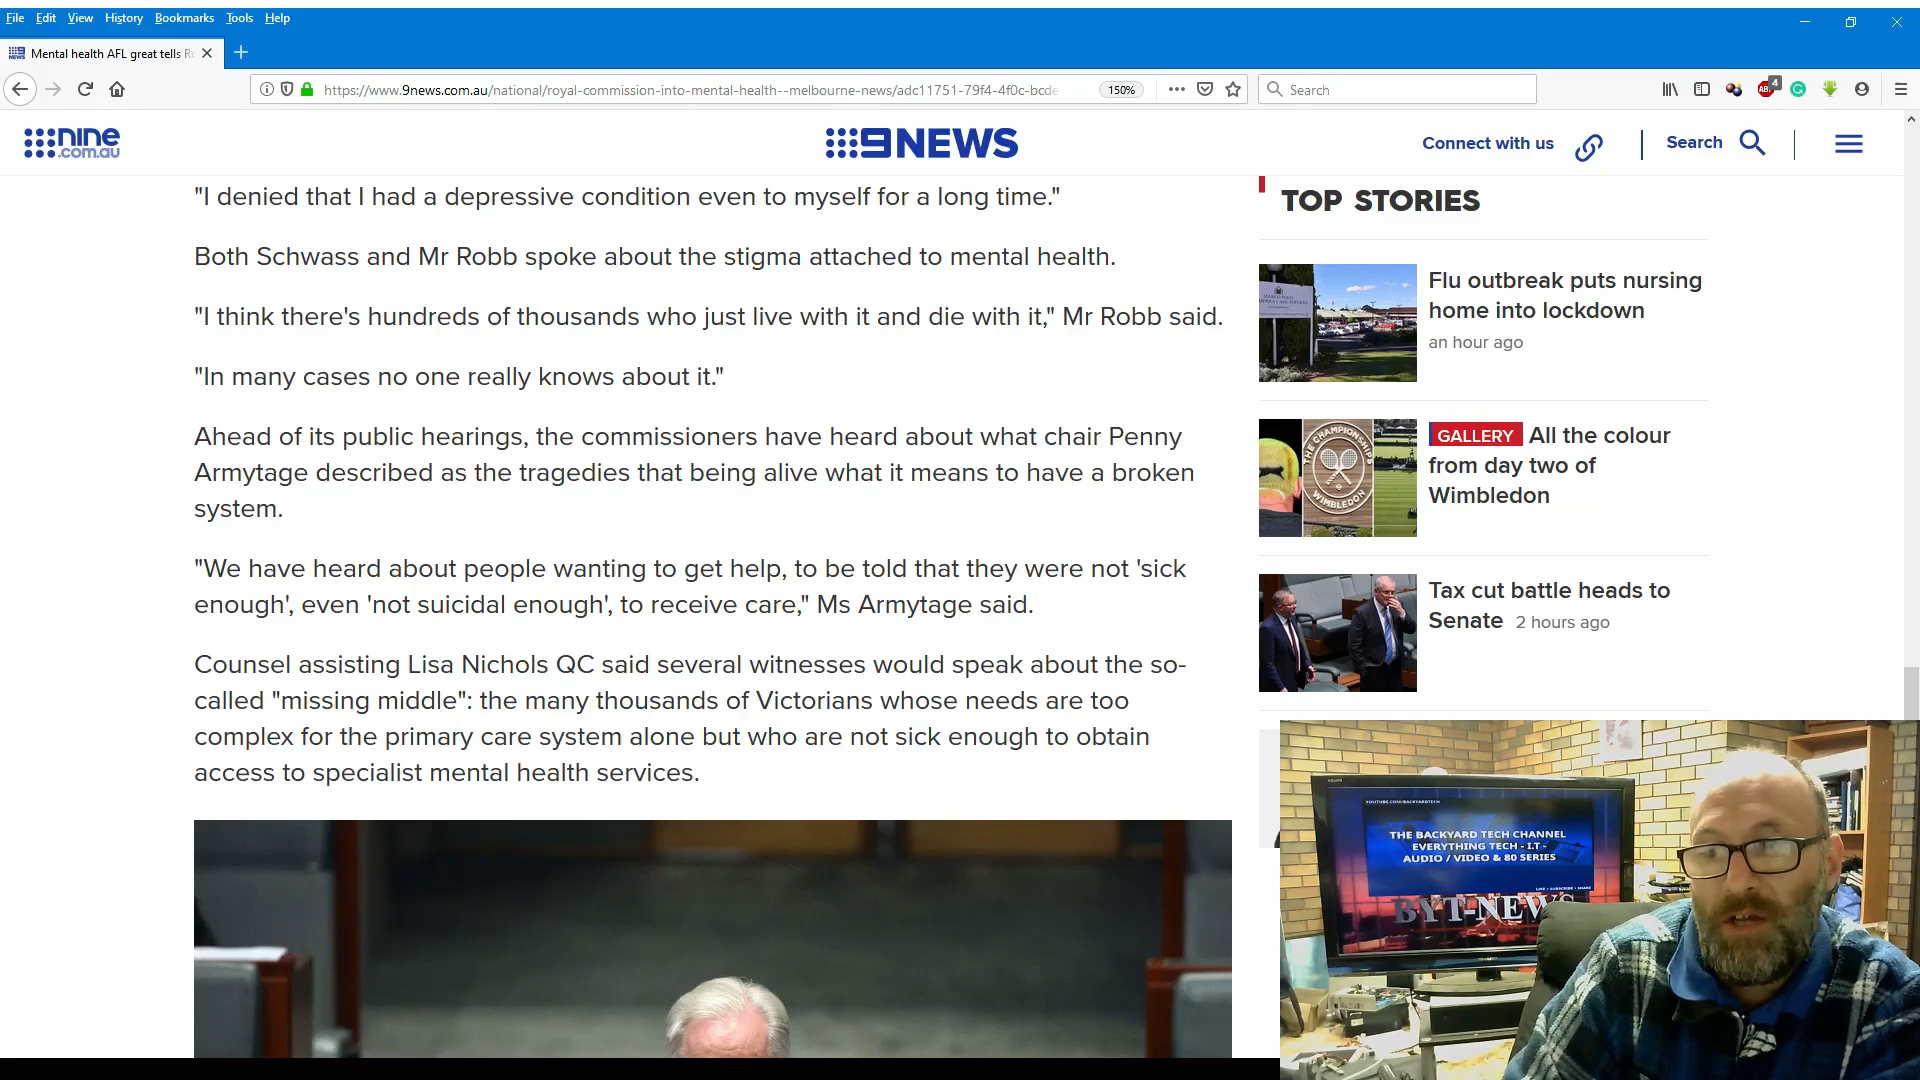 File Edit View History Bookmarks Tools Help
Mental health AFL great tells Ro
https://www.9news.com.au/national/royal-commission-into-mental-health--melbourne-news/adc11751-79f4-4f0c-bcde
150%
Search
4
nine
.com.au
9NEWS
Connect with us
Search
"I denied that I had a depressive condition even to myself for a long time."
Both Schwass and Mr Robb spoke about the stigma attached to mental health.
"I think there's hundreds of thousands who just live with it and die with it," Mr Robb said.
"In many cases no one really knows about it."
Ahead of its public hearings, the commissioners have heard about what chair Penny
Armytage described as the tragedies that being alive what it means to have a broken
system.
"We have heard about people wanting to get help, to be told that they were not 'sick
enough', even 'not suicidal enough', to receive care," Ms Armytage said.
Counsel assisting Lisa Nichols QC said several witnesses would speak about the so-
called "missing middle": the many thousands of Victorians whose needs are too
complex for the primary care system alone but who are not sick enough to obtain
access to specialist mental health services.
TOP STORIES
Flu outbreak puts nursing
home into lockdown
an hour ago
GALLERY All the colour
from day two of
Wimbledon
THE CHAMPIONSHIPS
WIMBLEDON
Tax cut battle heads to
Senate 2 hours ago
YOUTUBE.COM/BACKYARDTECH
THE BACKYARD TECH CHANNEL
EVERYTHING TECH - I.T -
AUDIO / VIDEO & 80 SERIES
LIKE • SUBSCRIBE • SHARE
BYT-NEWS